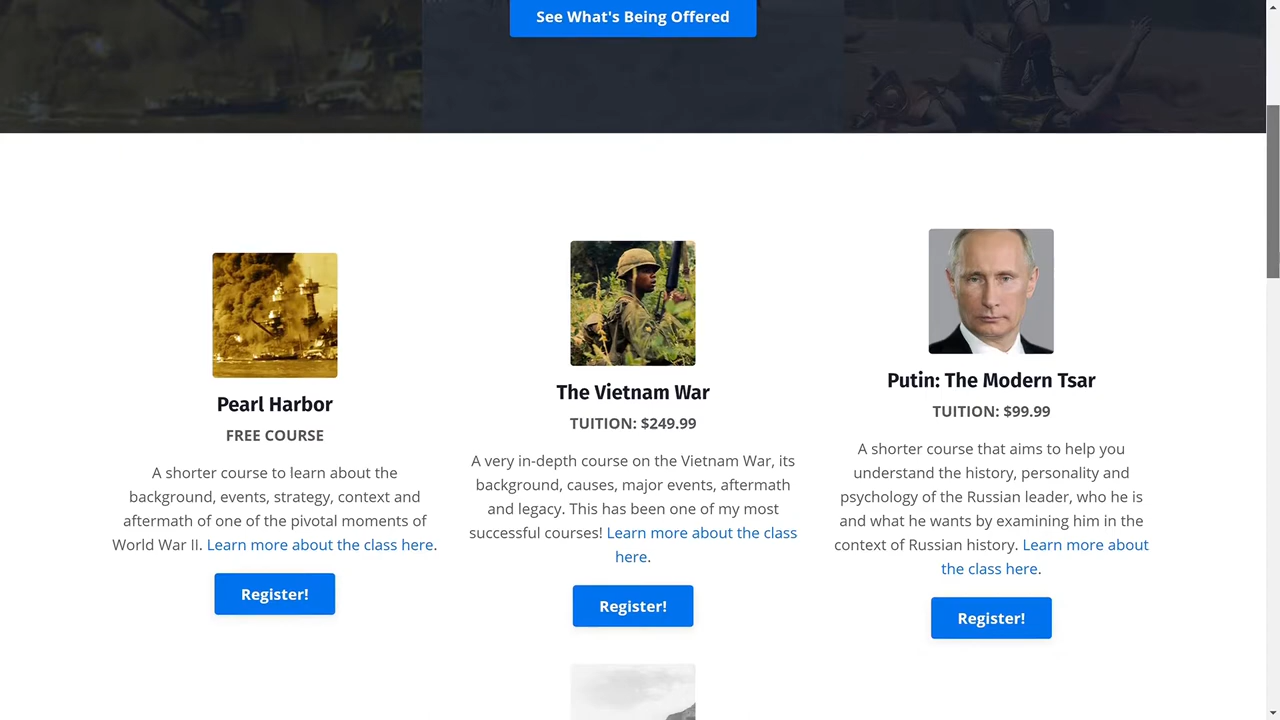 See What's Being Offered
Pearl Harbor
FREE COURSE
A shorter course to learn about the
background, events, strategy, context and
aftermath of one of the pivotal moments of
World War II. Learn more about the class here.
Register!
The Vietnam War
TUITION: $249.99
A very in-depth course on the Vietnam War, its
background, causes, major events, aftermath
and legacy. This has been one of my most
successful courses! Learn more about the class
here.
Register!
Putin: The Modern Tsar
TUITION: $99.99
A shorter course that aims to help you
understand the history, personality and
psychology of the Russian leader, who he is
and what he wants by examining him in the
context of Russian history. Learn more about
the class here.
Register!